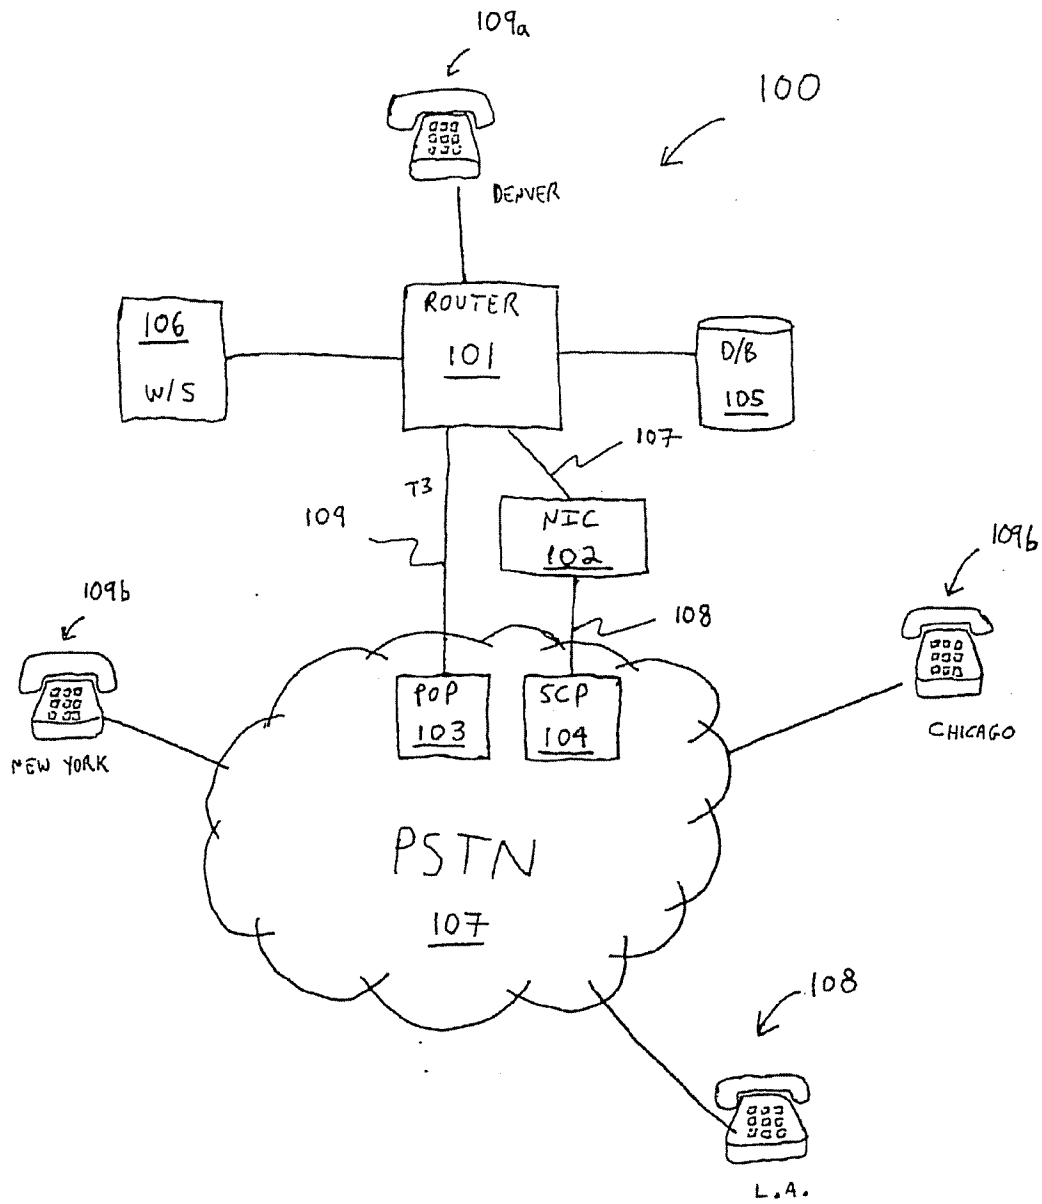 109a
100
DENVER
ROUTER
101
106
W/S
D/B
105
107
T3
109
NIC
102
109b
109b
108
POP
103
SCP
104
NEW YORK
CHICAGO
PSTN
107
108
L.A.